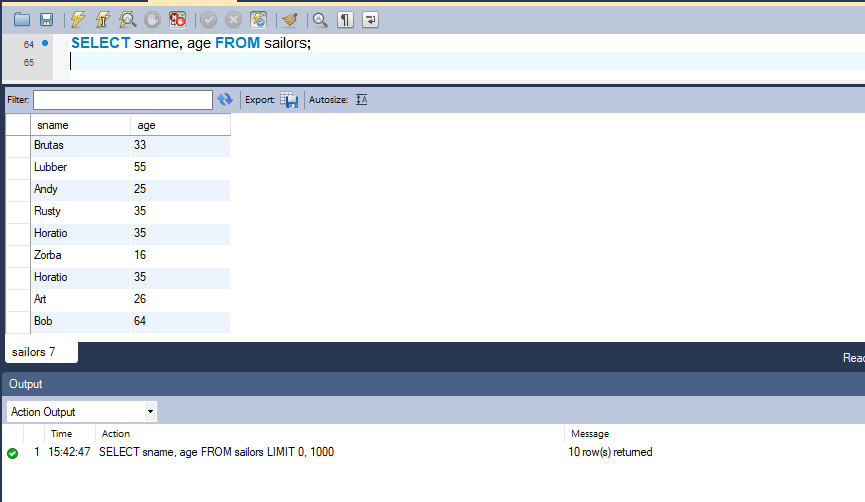 64 SELECT sname, age FROM sailors;
65
Filter: Export: Autosize:
sname age
Brutas 33
Lubber 55
Andy 25
Rusty 35
Horatio 35
Zorba 16
Horatio 35
Art 26
Bob 64
sailors 7
Output
Action Output
Time Action Message
1 15:42:47 SELECT sname, age FROM sailors LIMIT 0, 1000 10 row(s) returned